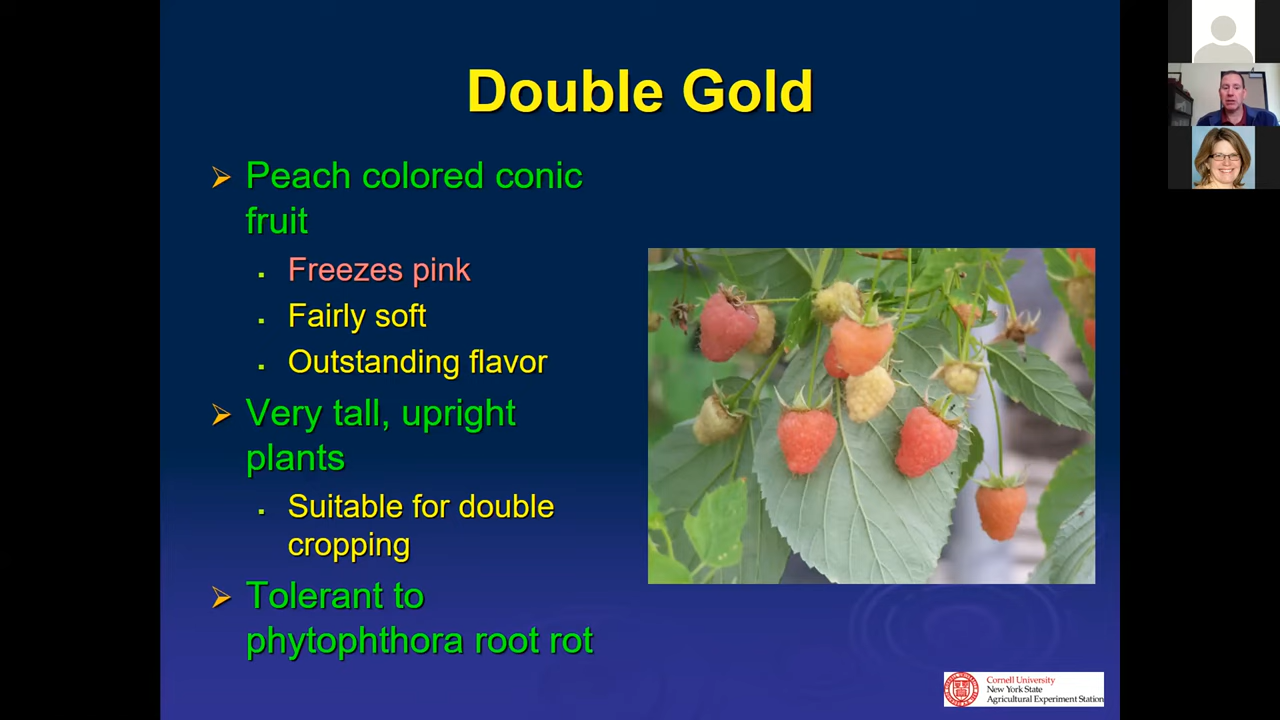 Double Gold
Peach colored conic
fruit
Freezes pink
Fairly soft
Outstanding flavor
Very tall, upright
plants
Suitable for double
cropping
Tolerant to
phytophthora root rot
Cornell University
New York State
Agricultural Experiment Station